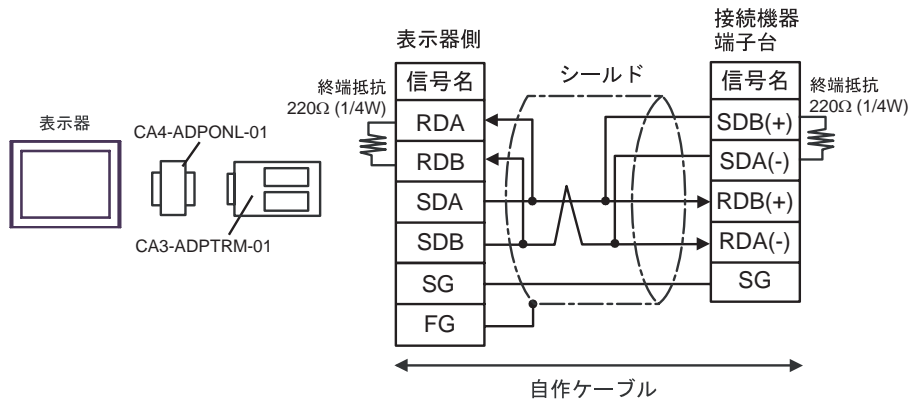 表示器
CA4-ADPONL-01
CA3-ADPTRM-01
終端抵抗
220Ω (1/4W)
表示器側
信号名
RDA
RDB
SDA
SDB
SG
FG
シールド
接続機器
端子台
信号名
SDB(+)
SDA(-)
RDB(+)
RDA(-)
SG
終端抵抗
220Ω (1/4W)
自作ケーブル